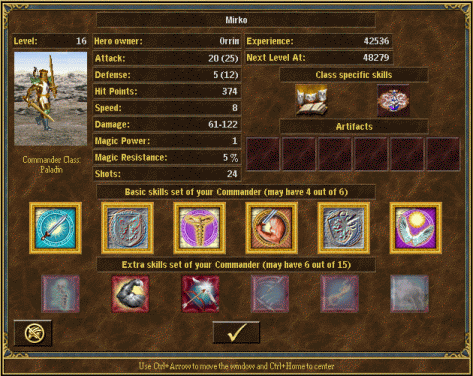 Mirko
Level: 16
Hero owner: Orrin
Experience: 42536
Attack: 20 (25)
Next Level At: 48279
Defense: 5 (12)
Class specific skills
Hit Points: 374
Speed: 8
Damage: 61-122
Artifacts
Magic Power: 1
Magic Resistance: 5 %
Shots: 24
Commander Class:
Paladin
Basic skills set of your Commander (may have 4 out of 6)
Extra skills set of your Commander (may have 6 out of 15)
Use Ctrl+Arrow to move the window and Ctrl+Home to center